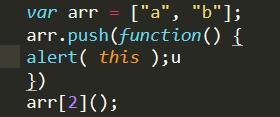 var arr = ["a", "b"];
arr.push(function() {
alert( this );u
})
arr[2]();